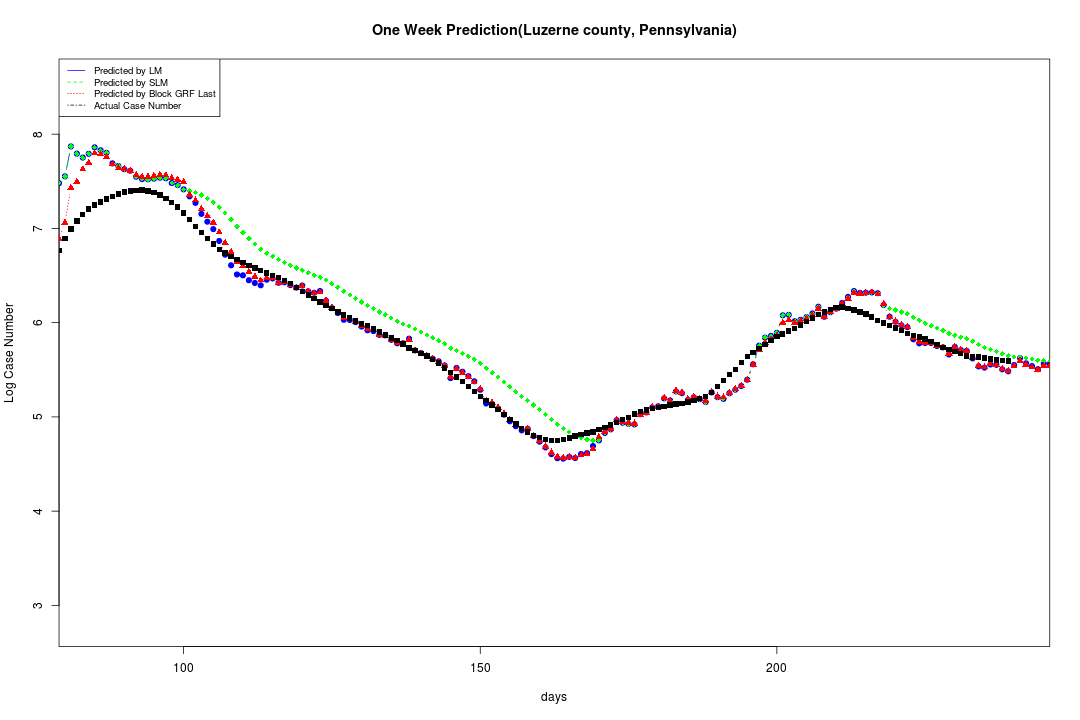 One Week Prediction(Luzerne county, Pennsylvania)
Predicted by LM
Predicted by SLM
Predicted by Block GRF Last
Actual Case Number
8
7
6
5
4
3
Log Case Number
100
150
200
days